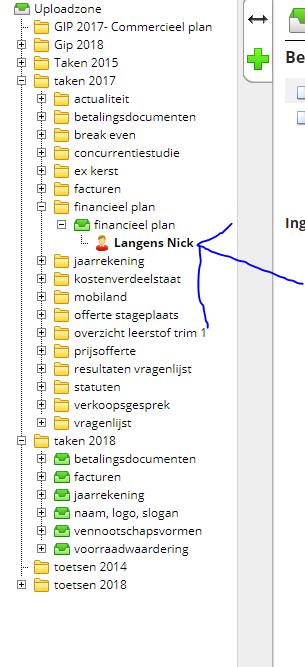 Uploadzone
GIP 2017- Commercieel plan
Gip 2018
Taken 2015
taken 2017
actualiteit
betalingsdocumenten
break even
concurrentiestudie
ex kerst
facturen
financieel plan
financieel plan
Langens Nick
jaarrekening
kostenverdeelstaat
mobiland
offerte stageplaats
overzicht leerstof trim 1
prijsofferte
resultaten vragenlijst
statuten
verkoopsgesprek
vragenlijst
taken 2018
betalingsdocumenten
facturen
jaarrekening
naam, logo, slogan
vennootschapsvormen
voorraadwaardering
toetsen 2014
toetsen 2018
Be
Ing